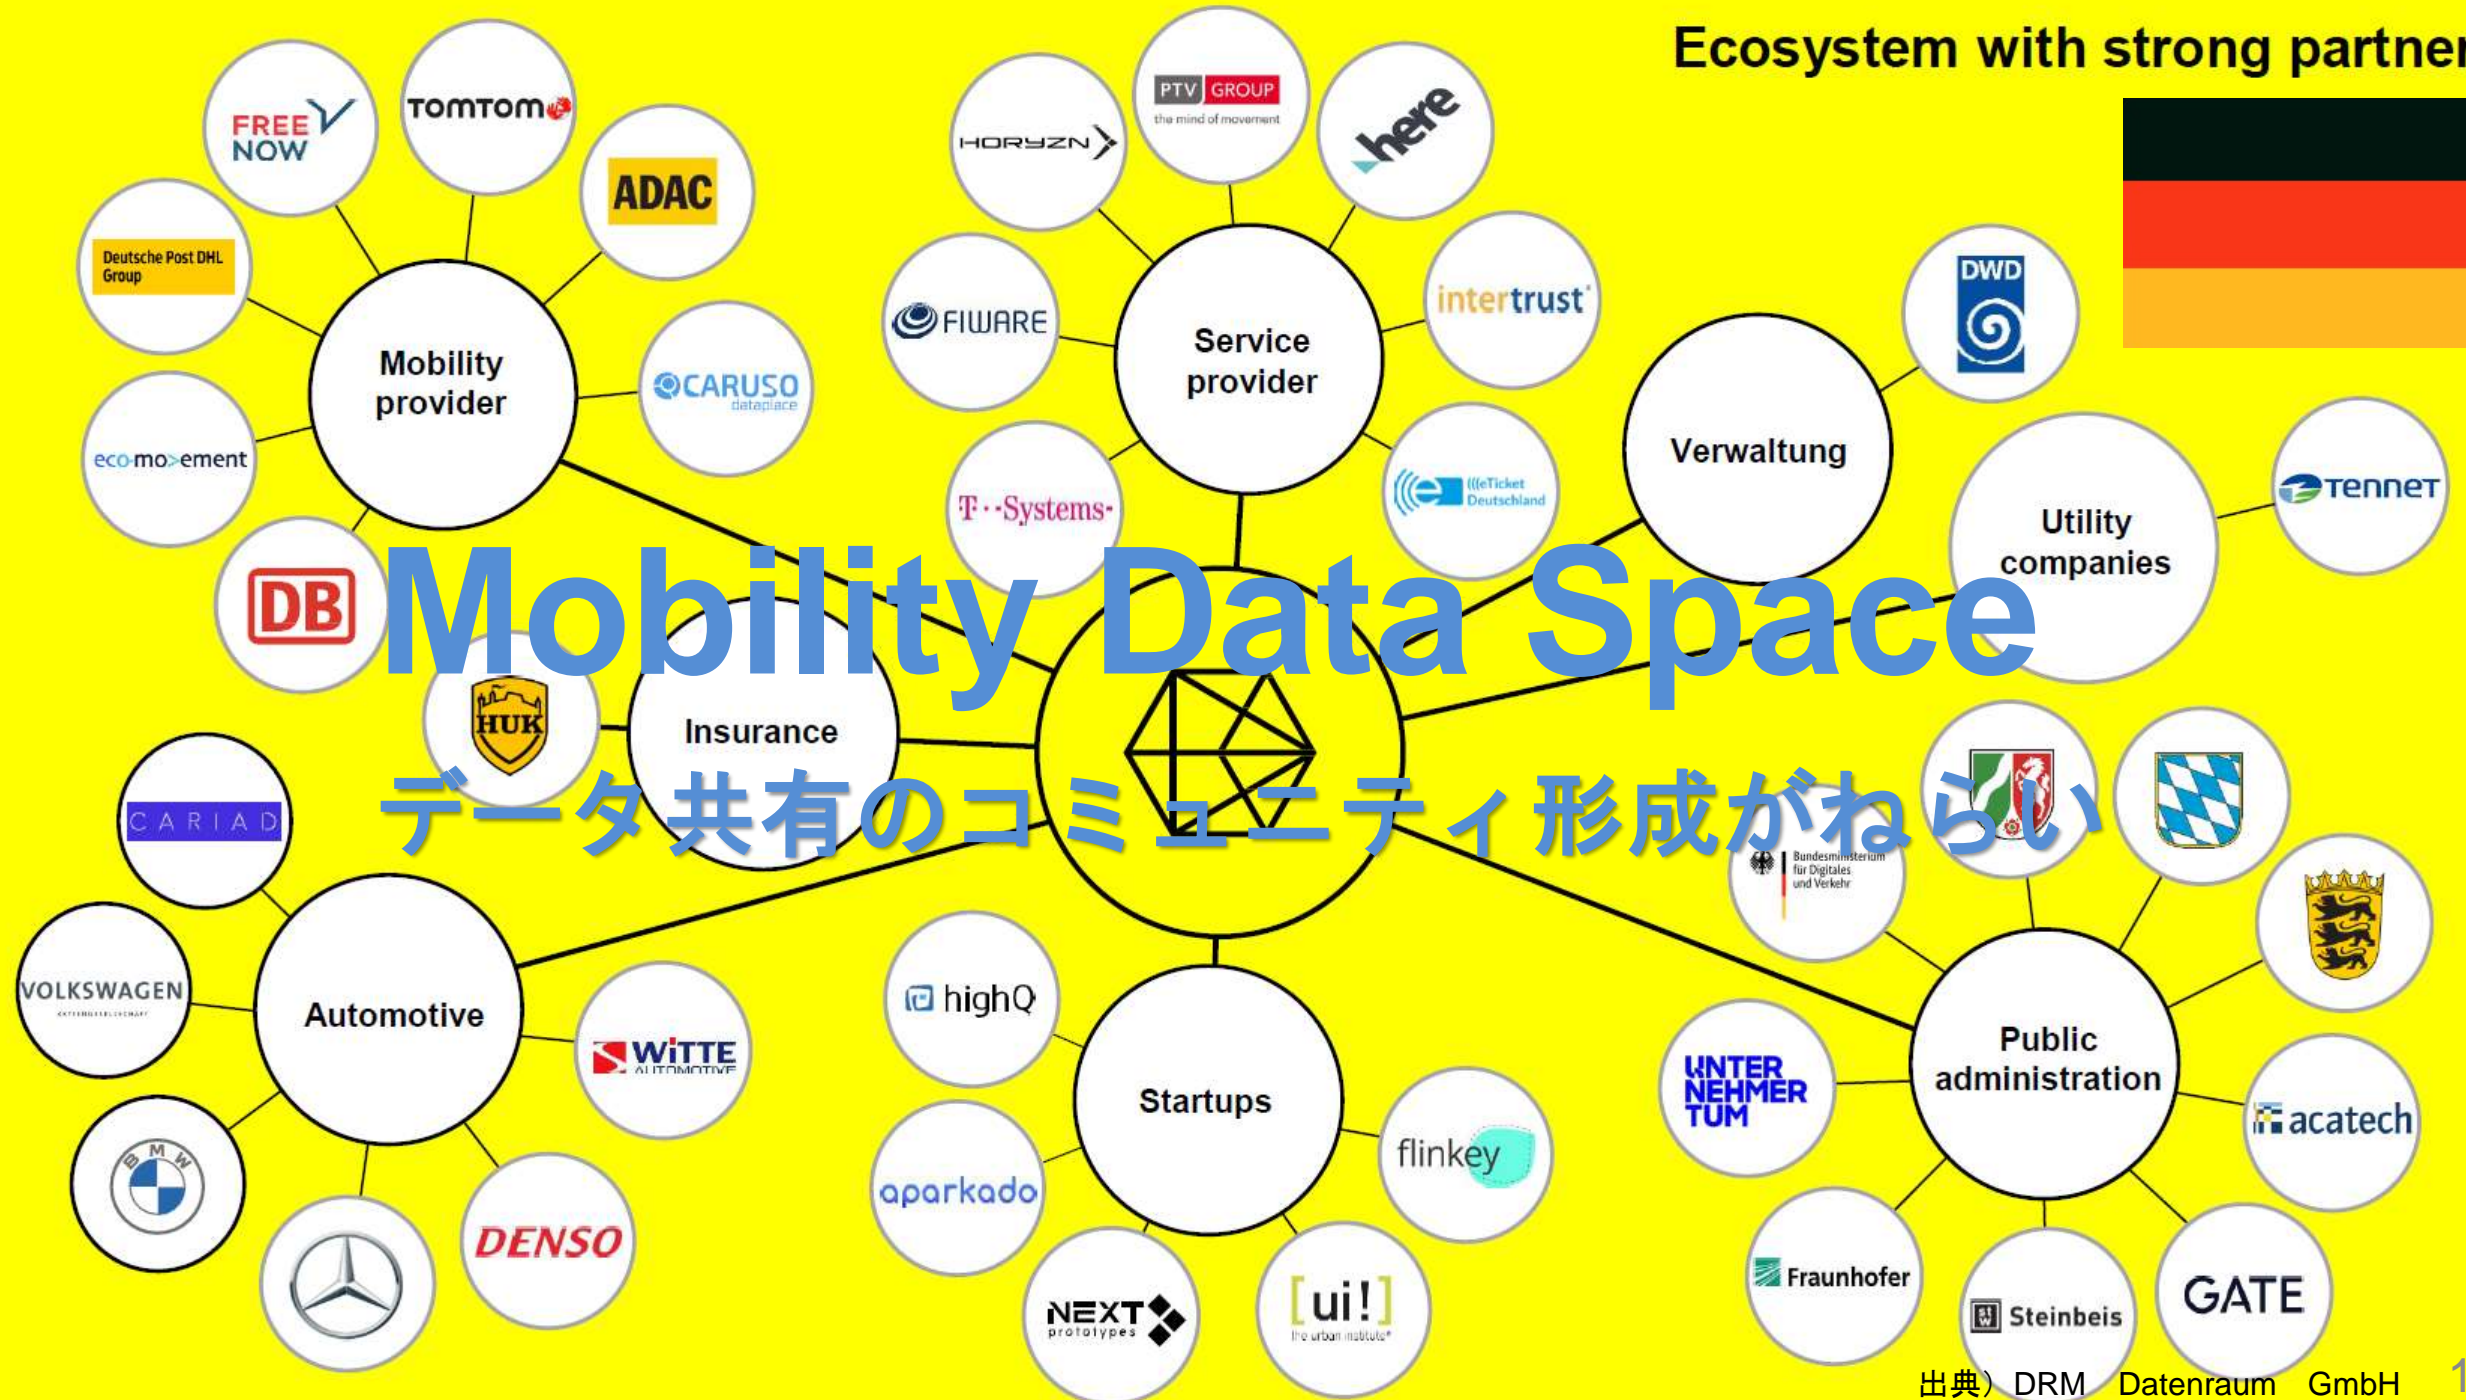 Ecosystem with strong partner
FREE
NOW
TOMTOM
ADAC
Deutsche Post DHL
Group
CARUSO
dataplace
eco-mo>ement
DB
Mobility
provider
HORYZN
PTV GROUP
the mind of movement
here
FIWARE
intertrust
T··Systems·
(((eTicket
Deutschland
Service
provider
DWD
Verwaltung
TenneT
Utility
companies
Mobility Data Space
データ共有のコミュニティ形成がねらい
HUK
Insurance
CARIAD
VOLKSWAGEN
AKTIENGESELLSCHAFT
BMW
DENSO
WiTTE
AUTOMOTIVE
Automotive
highQ
aparkado
NEXT
prototypes
[ui!]
the urban institute®
flinkey
Startups
Bundesministerium
für Digitales
und Verkehr
UNTER
NEHMER
TUM
acatech
Fraunhofer
Steinbeis
GATE
Public
administration
出典）DRM Datenraum GmbH
1